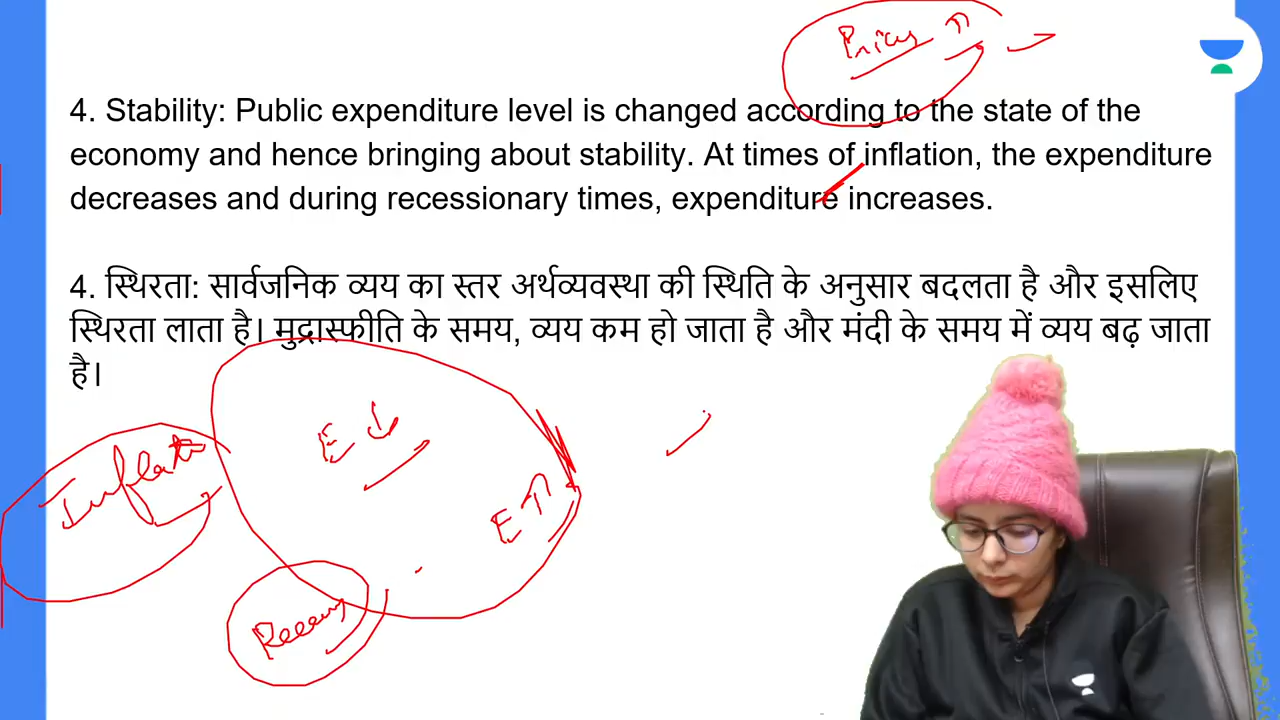 Prices ↑
4. Stability: Public expenditure level is changed according to the state of the
economy and hence bringing about stability. At times of inflation, the expenditure
decreases and during recessionary times, expenditure increases.
4. स्थिरता: सार्वजनिक व्यय का स्तर अर्थव्यवस्था की स्थिति के अनुसार बदलता है और इसलिए
स्थिरता लाता है। मुद्रास्फीति के समय, व्यय कम हो जाता है और मंदी के समय में व्यय बढ़ जाता
है।
E ↓
E ↑